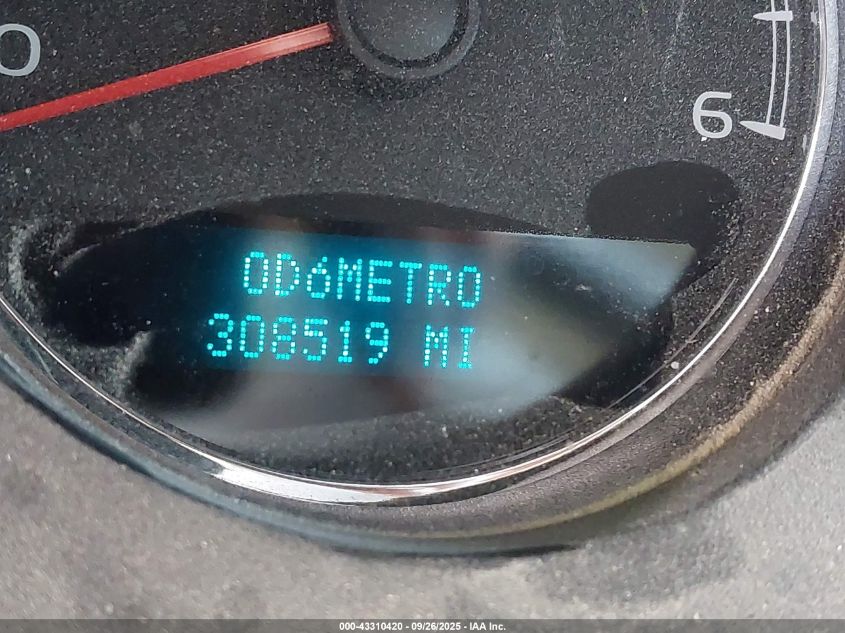 0
6
ODóMETRO
308519 MI
000-43310420 - 09/26/2025 - IAA Inc.